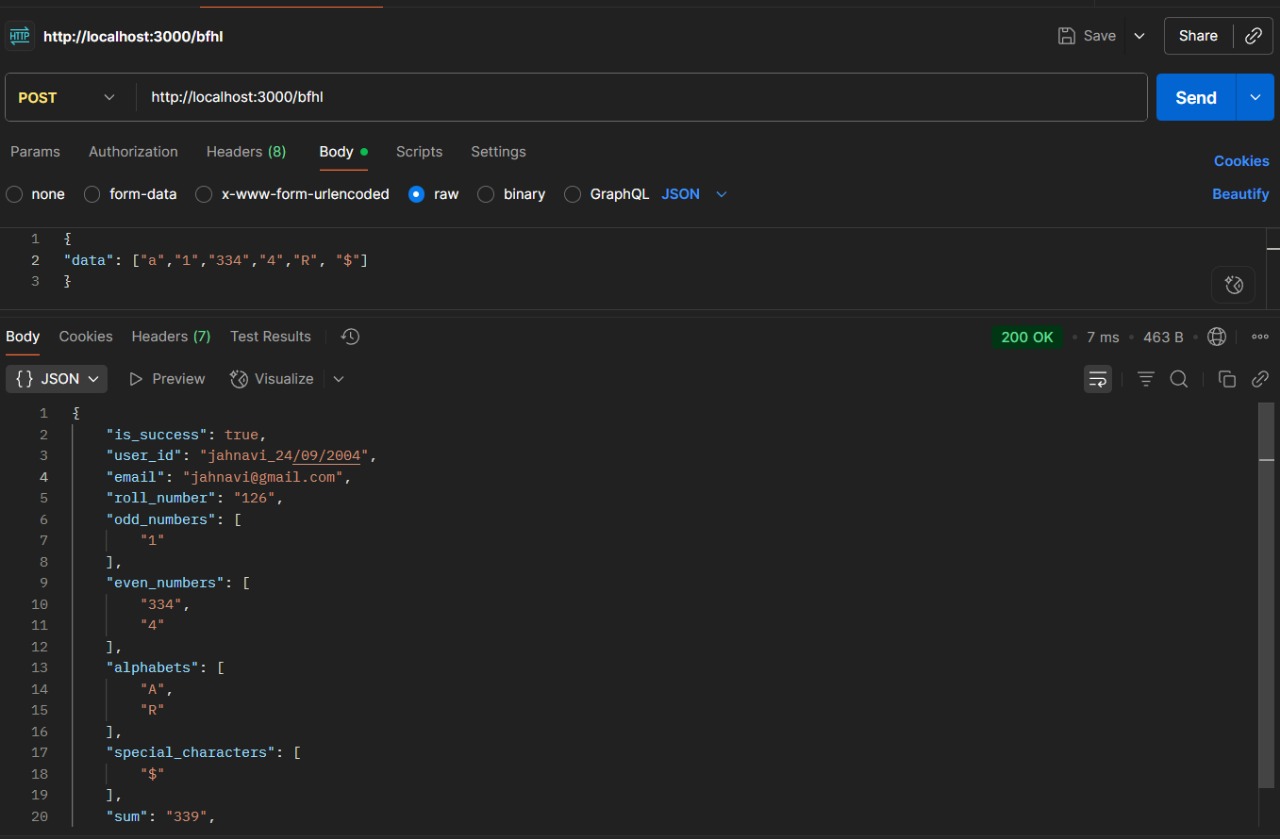 HTTP http://localhost:3000/bfhl Save Share
POST http://localhost:3000/bfhl Send
Params Authorization Headers (8) Body Scripts Settings Cookies
none form-data x-www-form-urlencoded raw binary GraphQL JSON Beautify
1 {
2 "data": ["a","1","334","4","R", "$"]
3 }
Body Cookies Headers (7) Test Results 200 OK • 7 ms • 463 B •
{} JSON Preview Visualize
1 {
2 "is_success": true,
3 "user_id": "jahnavi_24/09/2004",
4 "email": "jahnavi@gmail.com",
5 "roll_number": "126",
6 "odd_numbers": [
7 "1"
8 ],
9 "even_numbers": [
10 "334",
11 "4"
12 ],
13 "alphabets": [
14 "A",
15 "R"
16 ],
17 "special_characters": [
18 "$"
19 ],
20 "sum": "339",